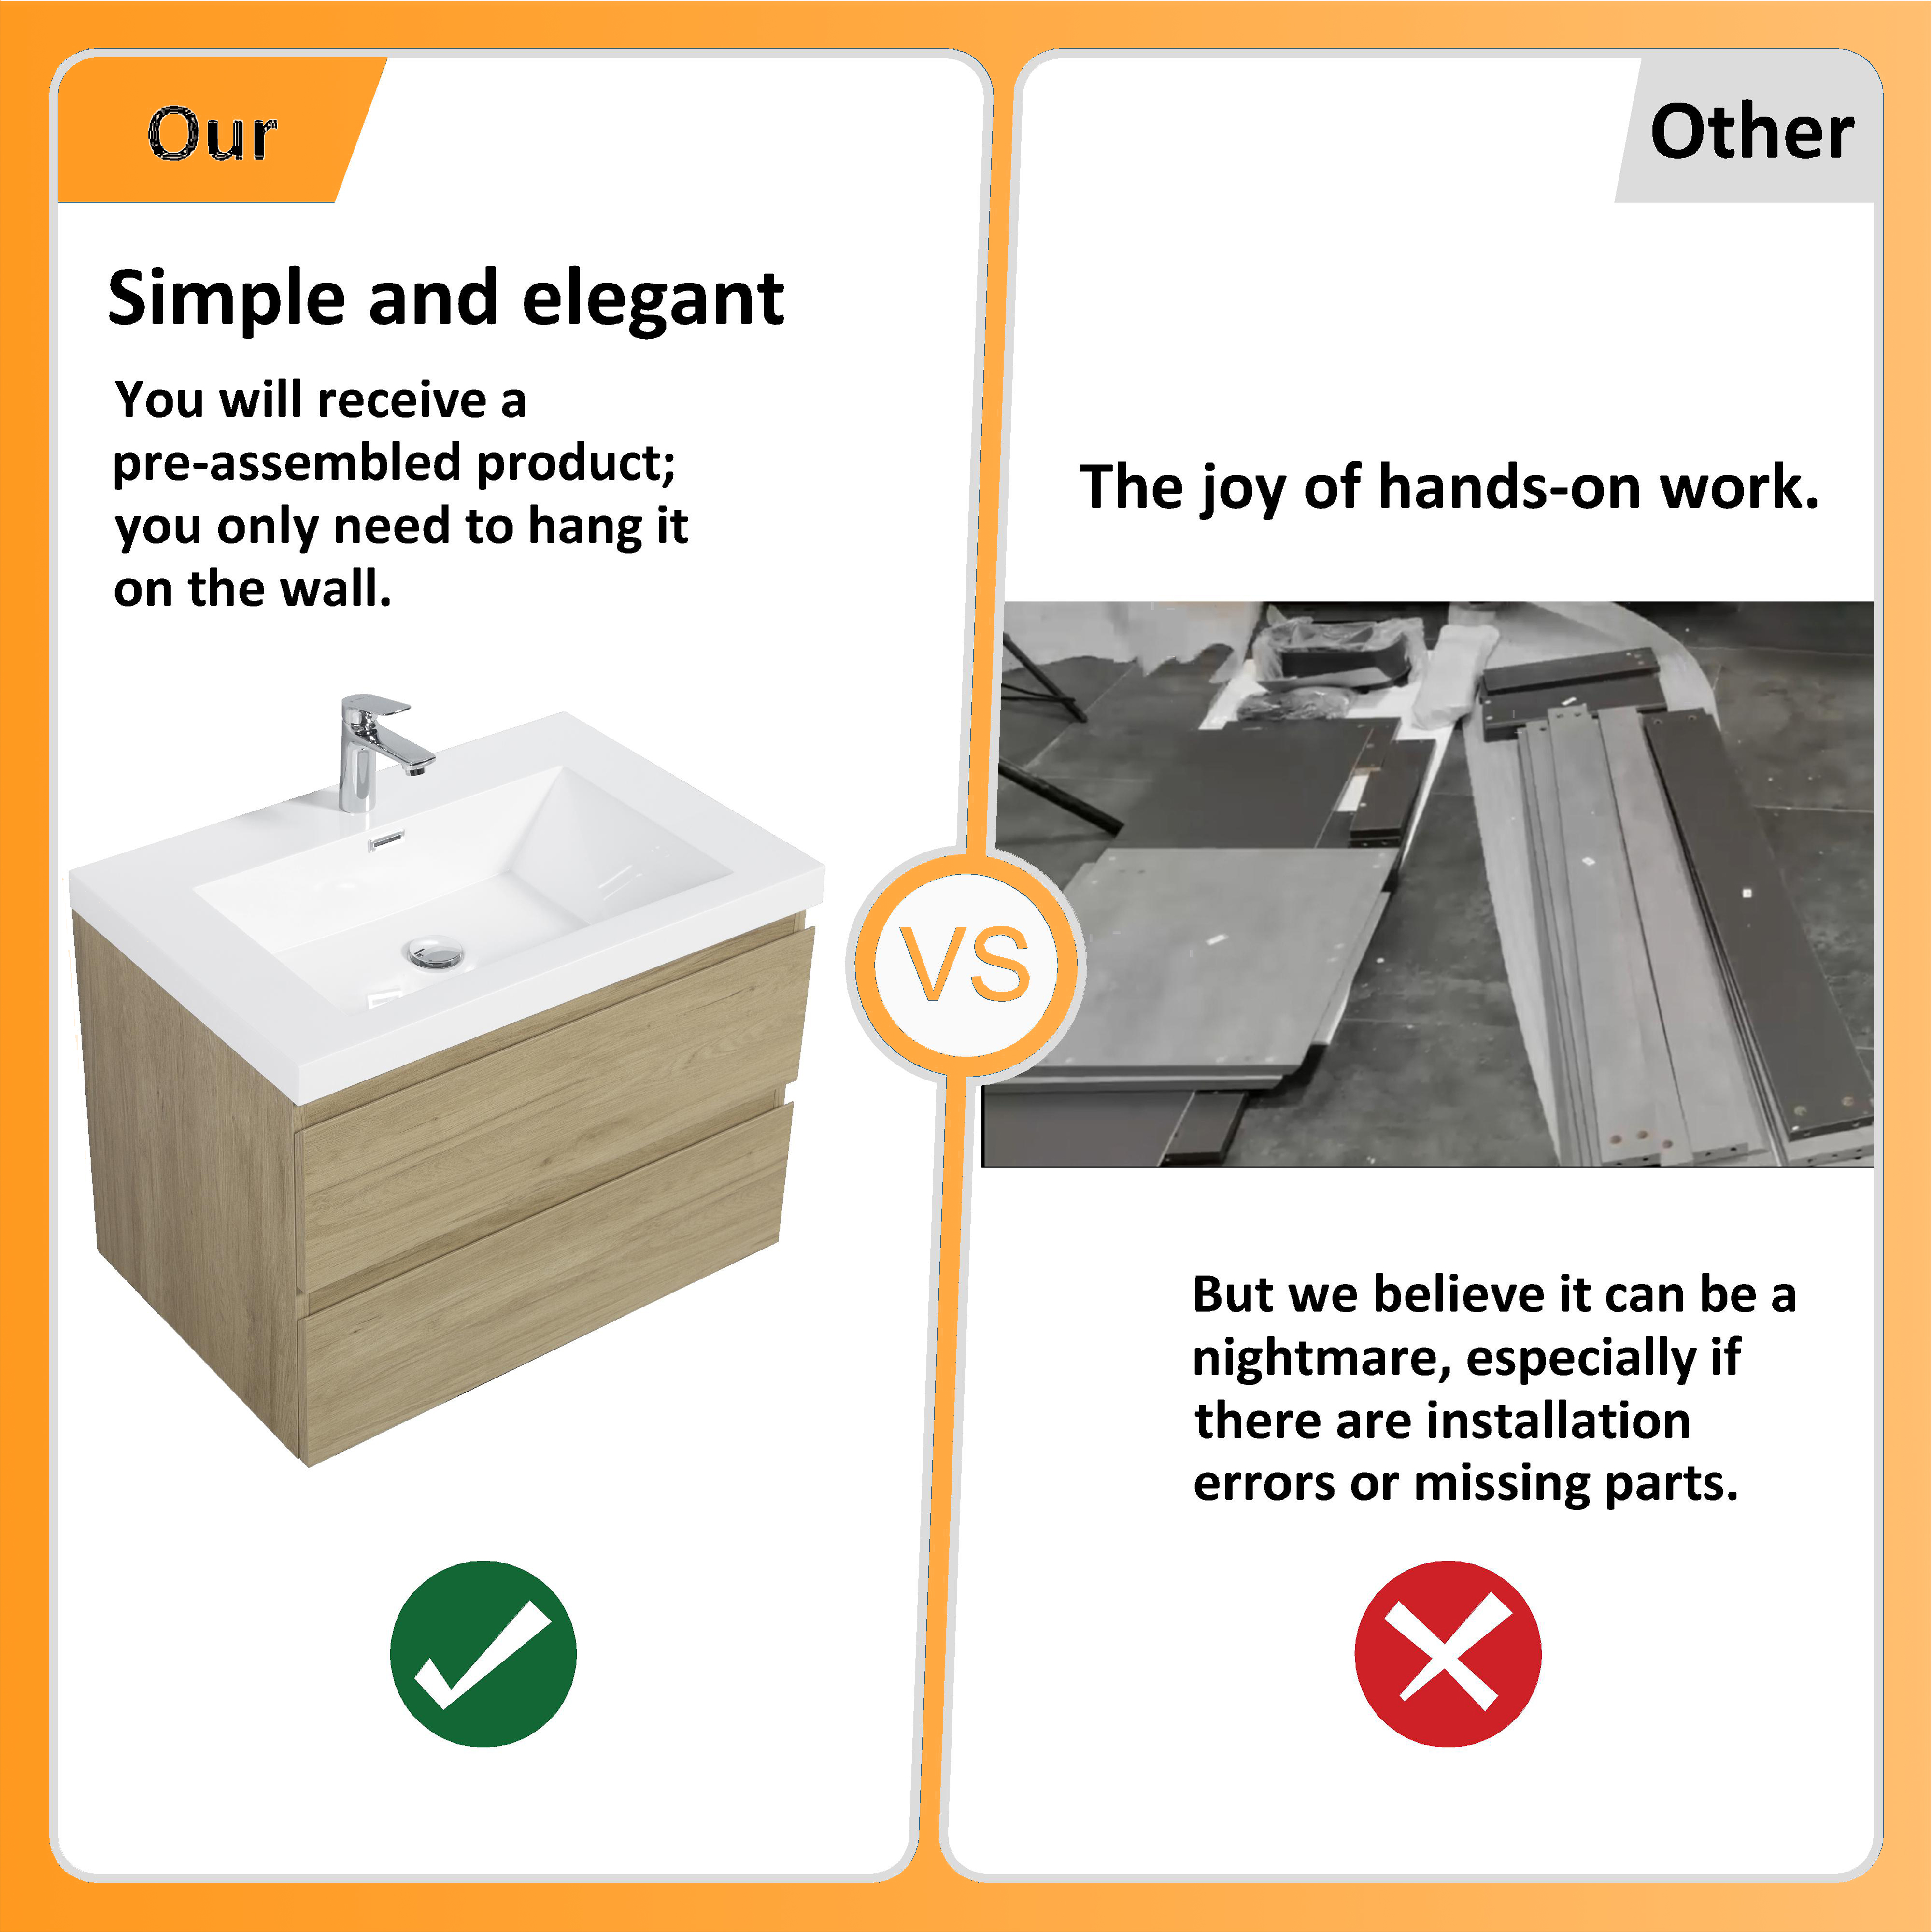 Our
Simple and elegant
You will receive a
pre-assembled product;
you only need to hang it
on the wall.
VS
Other
The joy of hands-on work.
But we believe it can be a
nightmare, especially if
there are installation
errors or missing parts.